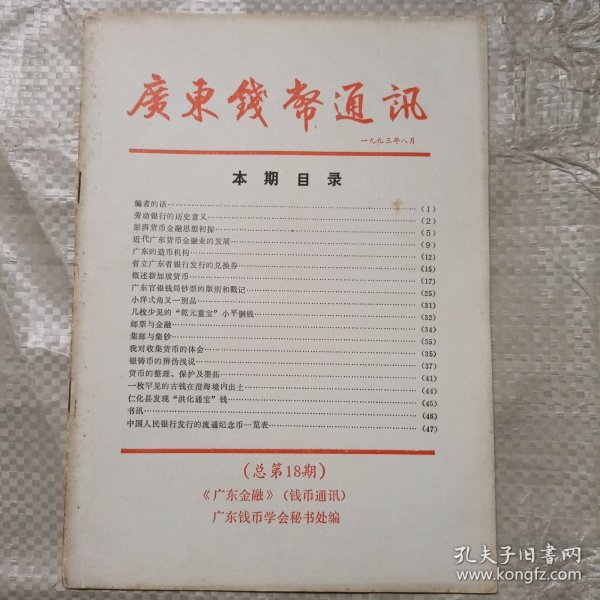 廣東錢幣通訊
一九九三年八月
本期目录
编者的话……(1)
劳动银行的历史意义……(2)
彭湃货币金融思想初探……(5)
近代广东货币金融业的发展……(9)
广东的造币机构……(12)
省立广东省银行发行的兑换券……(15)
概述新加坡货币……(17)
广东官银钱局钞票的版别和戳记……(25)
小洋弍角又一别品……(31)
几枚少见的“乾元重宝”小平铜钱……(32)
邮票与金融……(34)
集邮与集钞……(35)
我对收集货币的体会……(35)
银铸币的辨伪浅说……(37)
货币的整理、保护及墨拓……(41)
一枚罕见的古钱在澄海境内出土……(44)
仁化县发现“洪化通宝”钱……(45)
书讯……(46)
中国人民银行发行的流通纪念币一览表……(47)
(总第18期)
《广东金融》(钱币通讯)
广东钱币学会秘书处编
孔夫子旧书网
www.kongfz.com